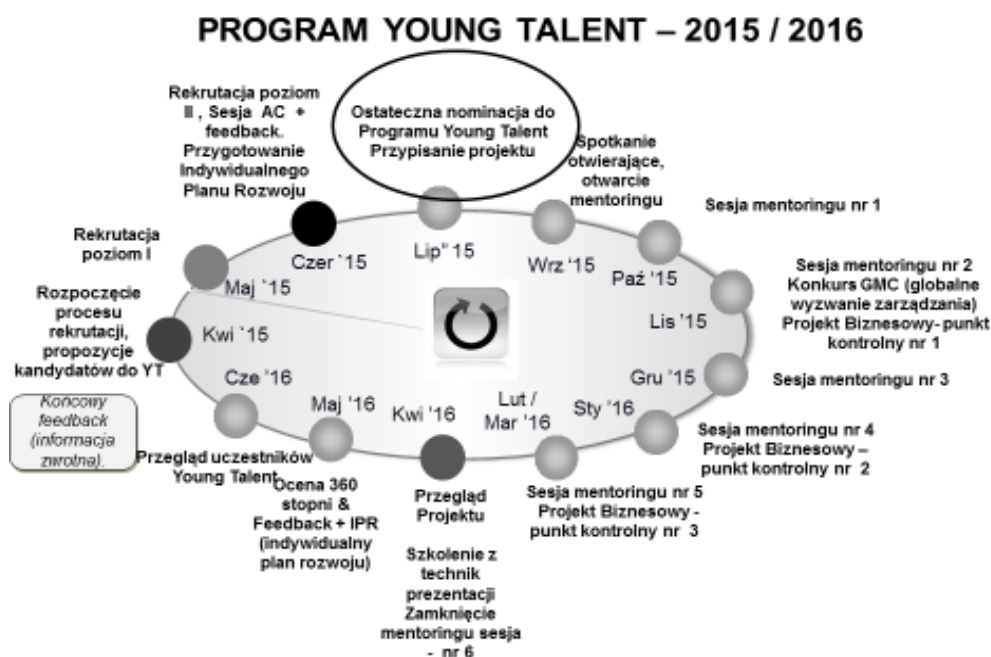 PROGRAM YOUNG TALENT – 2015 / 2016
Rekrutacja poziom
II , Sesja AC +
feedback.
Przygotowanie
Indywidualnego
Planu Rozwoju
Ostateczna nominacja do
Programu Young Talent
Przypisanie projektu
Spotkanie
otwierające,
otwarcie
mentoringu
Sesja mentoringu nr 1
Sesja mentoringu nr 2
Konkurs GMC (globalne
wyzwanie zarządzania)
Projekt Biznesowy- punkt
kontrolny nr 1
Sesja mentoringu nr 3
Sesja mentoringu nr 4
Projekt Biznesowy –
punkt kontrolny nr 2
Sesja mentoringu nr 5
Projekt Biznesowy -
punkt kontrolny nr 3
Przegląd
Projektu
Szkolenie z
technik
prezentacji
Zamknięcie
mentoringu sesja
- nr 6
Ocena 360
stopni &
Feedback + IPR
(indywidualny
plan rozwoju)
Przegląd uczestników
Young Talent
Końcowy
feedback
(informacja
zwrotna).
Rozpoczęcie
procesu
rekrutacji,
propozycje
kandydatów do YT
Rekrutacja
poziom I
Kwi `15
Maj '15
Czer `15
Lip" 15
Wrz '15
Paź '15
Lis '15
Gru '15
Sty '16
Lut /
Mar '16
Kwi '16
Maj '16
Cze '16